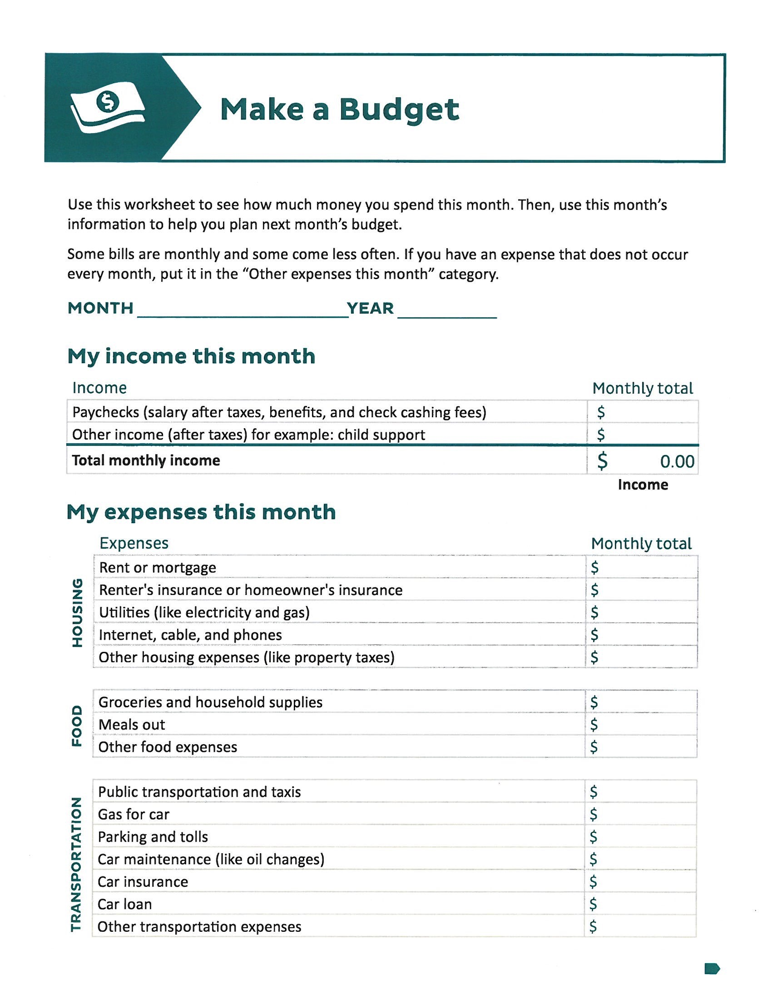 $
Make a Budget
Use this worksheet to see how much money you spend this month. Then, use this month’s
information to help you plan next month’s budget.
Some bills are monthly and some come less often. If you have an expense that does not occur
every month, put it in the “Other expenses this month” category.
MONTH YEAR
My income this month
Income Monthly total
Paychecks (salary after taxes, benefits, and check cashing fees) $
Other income (after taxes) for example: child support $
Total monthly income $ 0.00
Income
My expenses this month
Expenses Monthly total
HOUSING
Rent or mortgage $
Renter's insurance or homeowner's insurance $
Utilities (like electricity and gas) $
Internet, cable, and phones $
Other housing expenses (like property taxes) $
FOOD
Groceries and household supplies $
Meals out $
Other food expenses $
TRANSPORTATION
Public transportation and taxis $
Gas for car $
Parking and tolls $
Car maintenance (like oil changes) $
Car insurance $
Car loan $
Other transportation expenses $